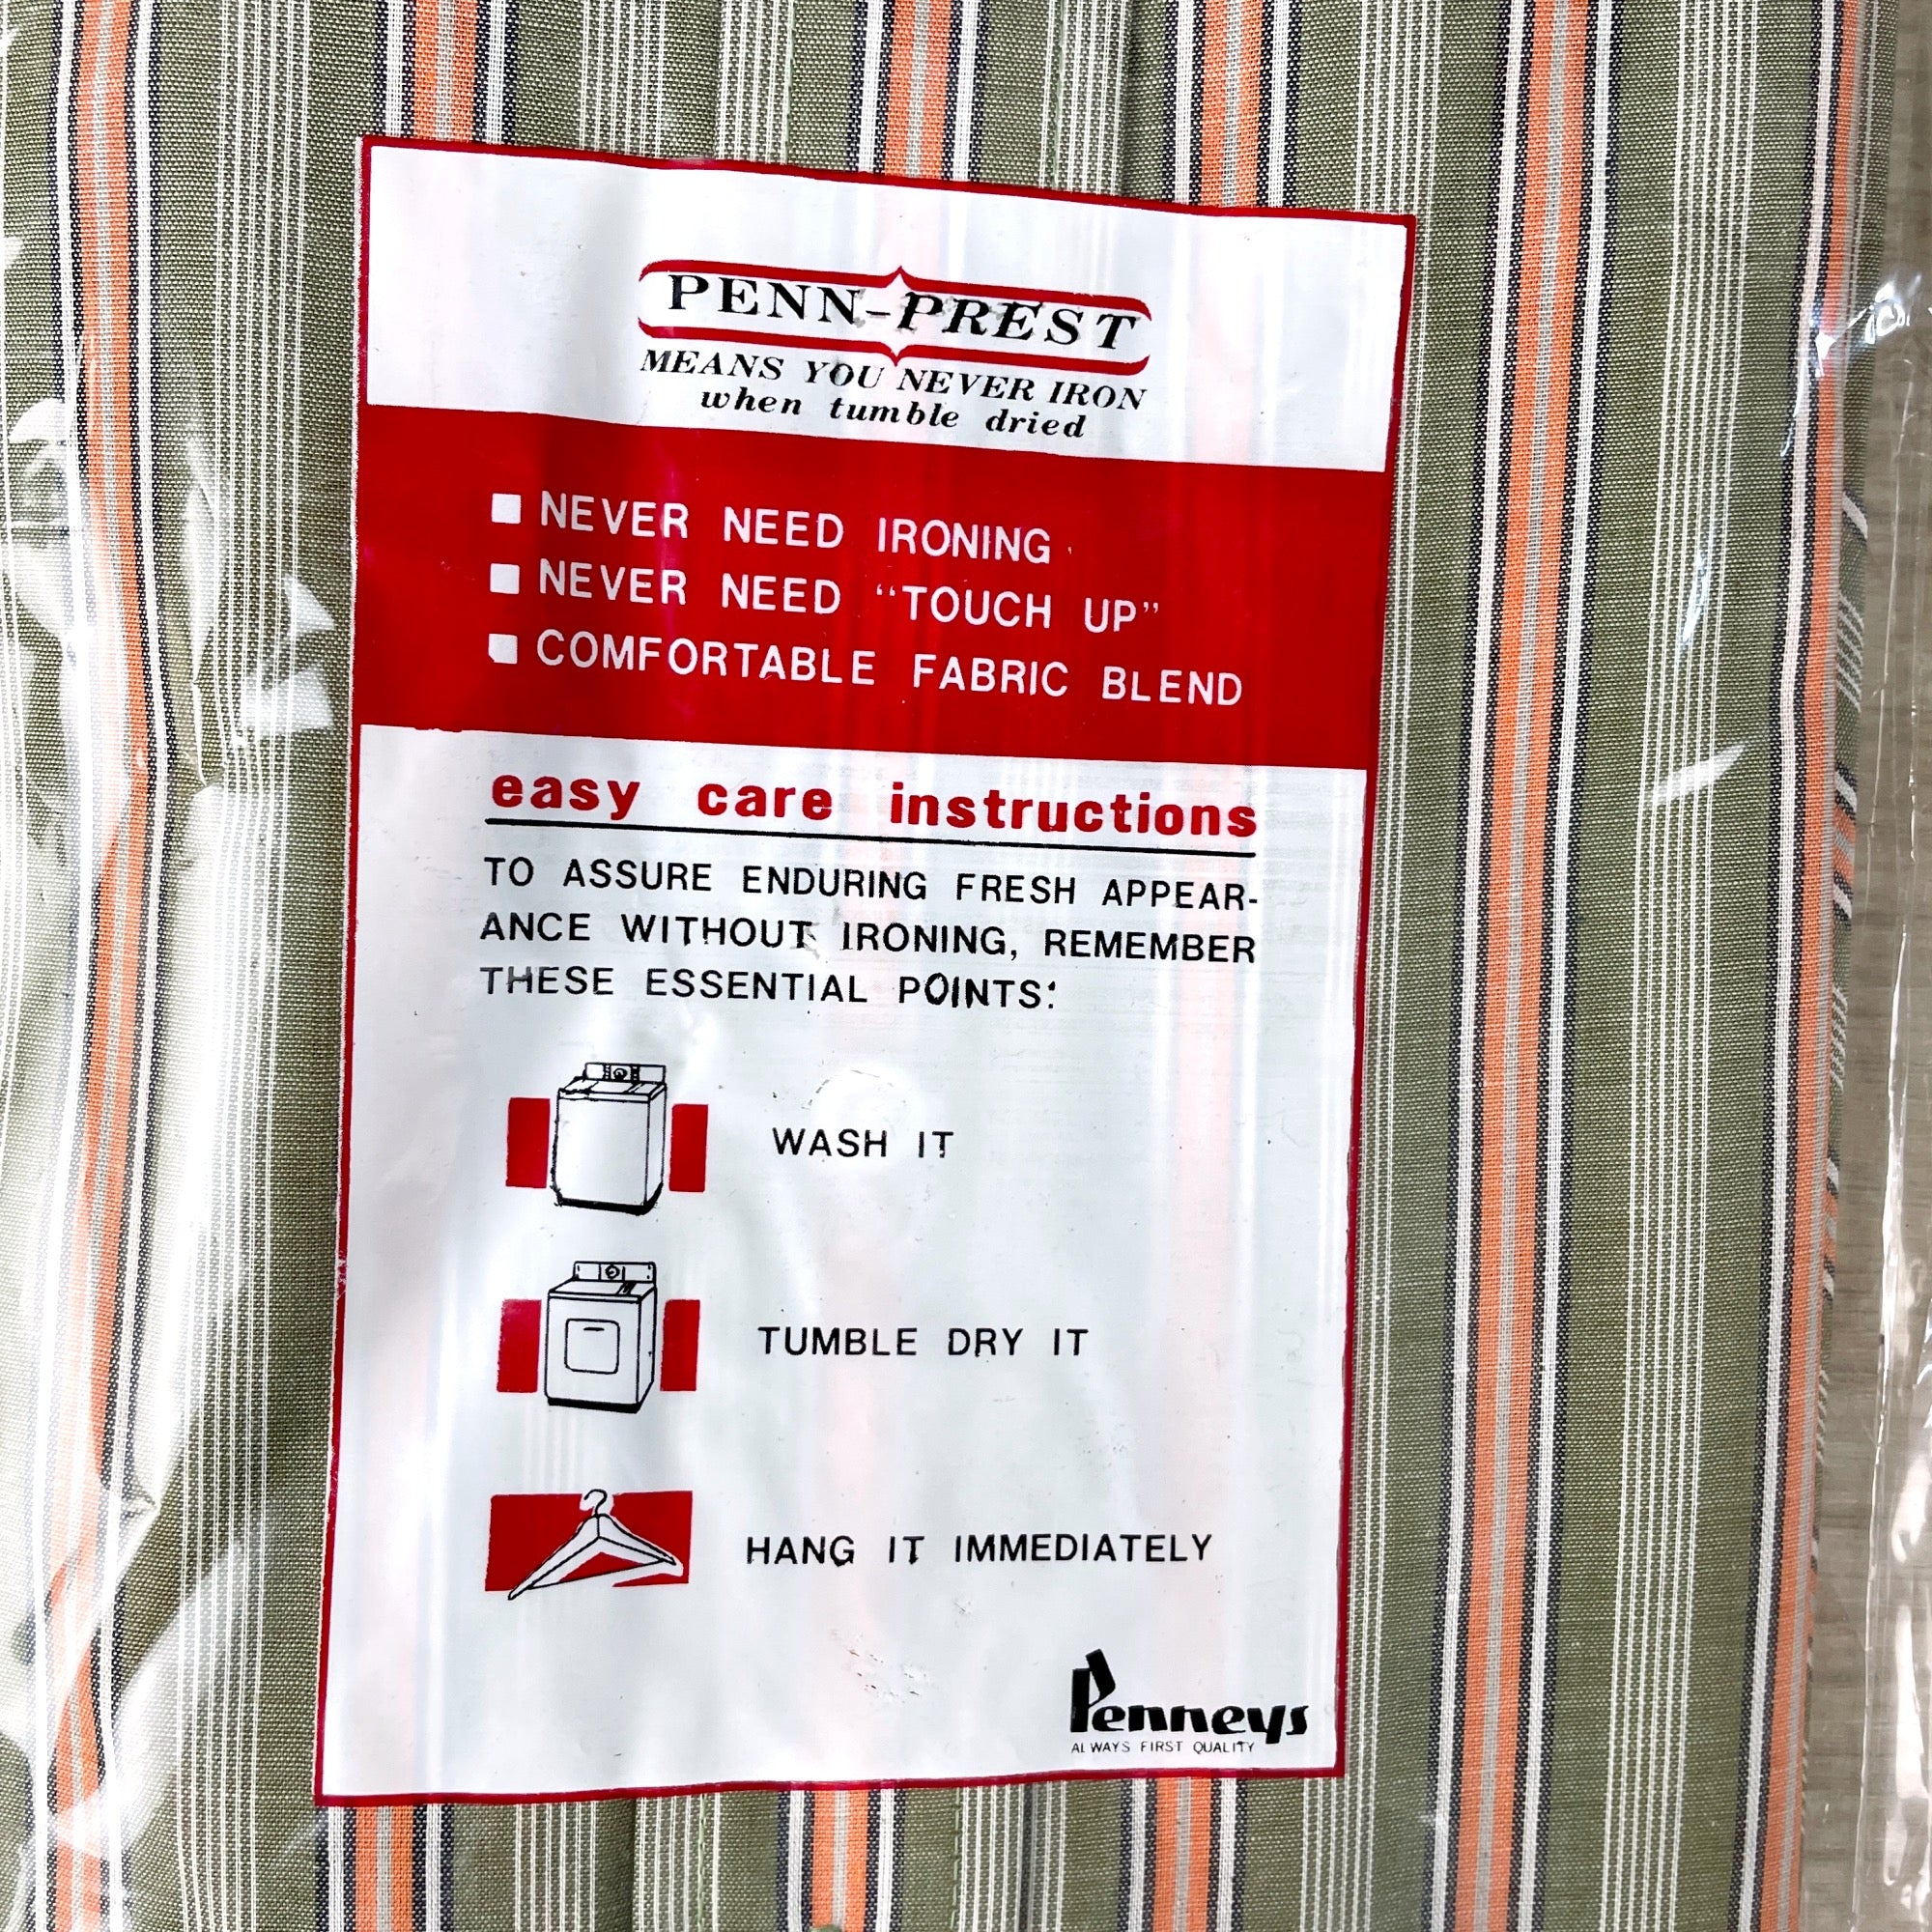 PENN-PREST
MEANS YOU NEVER IRON
when tumble dried
NEVER NEED IRONING
NEVER NEED “TOUCH UP”
COMFORTABLE FABRIC BLEND
easy care instructions
TO ASSURE ENDURING FRESH APPEAR-
ANCE WITHOUT IRONING, REMEMBER
THESE ESSENTIAL POINTS:
WASH IT
TUMBLE DRY IT
HANG IT IMMEDIATELY
Penneys
ALWAYS FIRST QUALITY